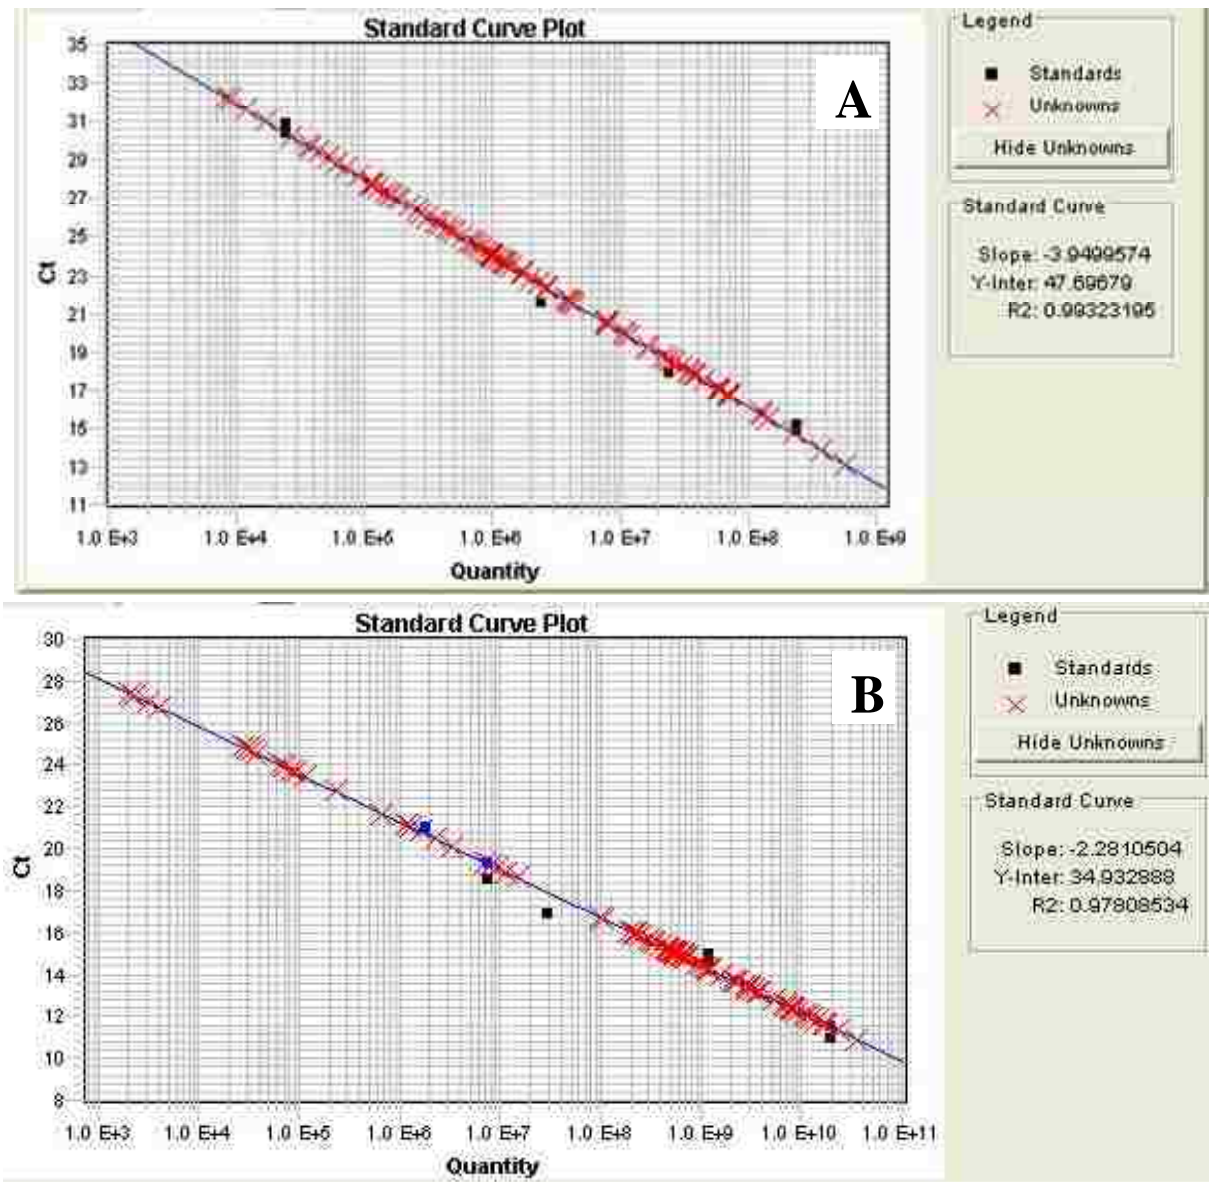 Standard Curve Plot
A
35
33
31
29
27
25
23
21
19
17
15
13
11
Ct
1.0 E+3 1.0 E+4 1.0 E+5 1.0 E+6 1.0 E+7 1.0 E+8 1.0 E+9
Quantity
Legend
Standards
Unknowns
Hide Unknowns
Standard Curve
Slope: -3.9499574
Y-Inter: 47.69679
R2: 0.99323195
Standard Curve Plot
B
30
28
26
24
22
20
18
16
14
12
10
8
Ct
1.0 E+3 1.0 E+4 1.0 E+5 1.0 E+6 1.0 E+7 1.0 E+8 1.0 E+9 1.0 E+10 1.0 E+11
Quantity
Legend
Standards
Unknowns
Hide Unknowns
Standard Curve
Slope: -2.2810504
Y-Inter: 34.932888
R2: 0.97808534